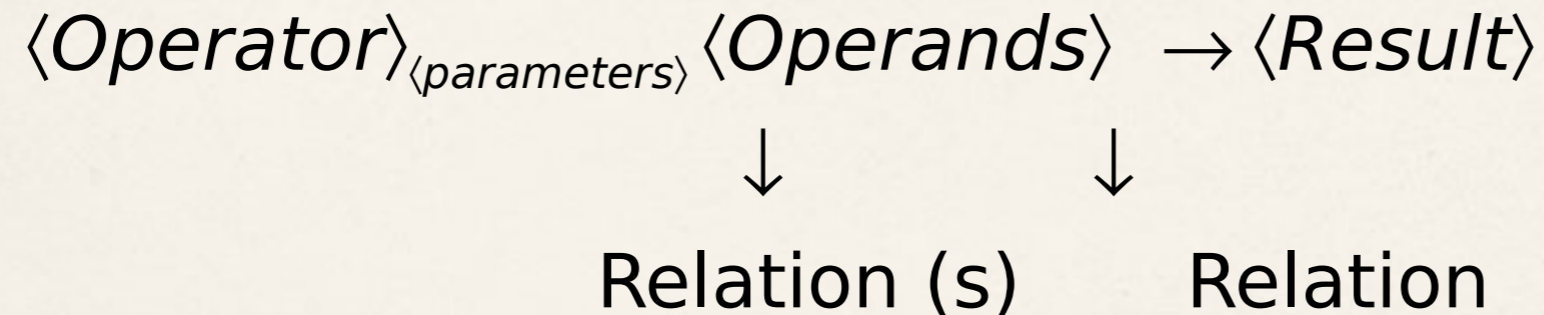 ⟨Operator⟩⟨parameters⟩ ⟨Operands⟩ → ⟨Result⟩
↓ ↓
Relation (s) Relation